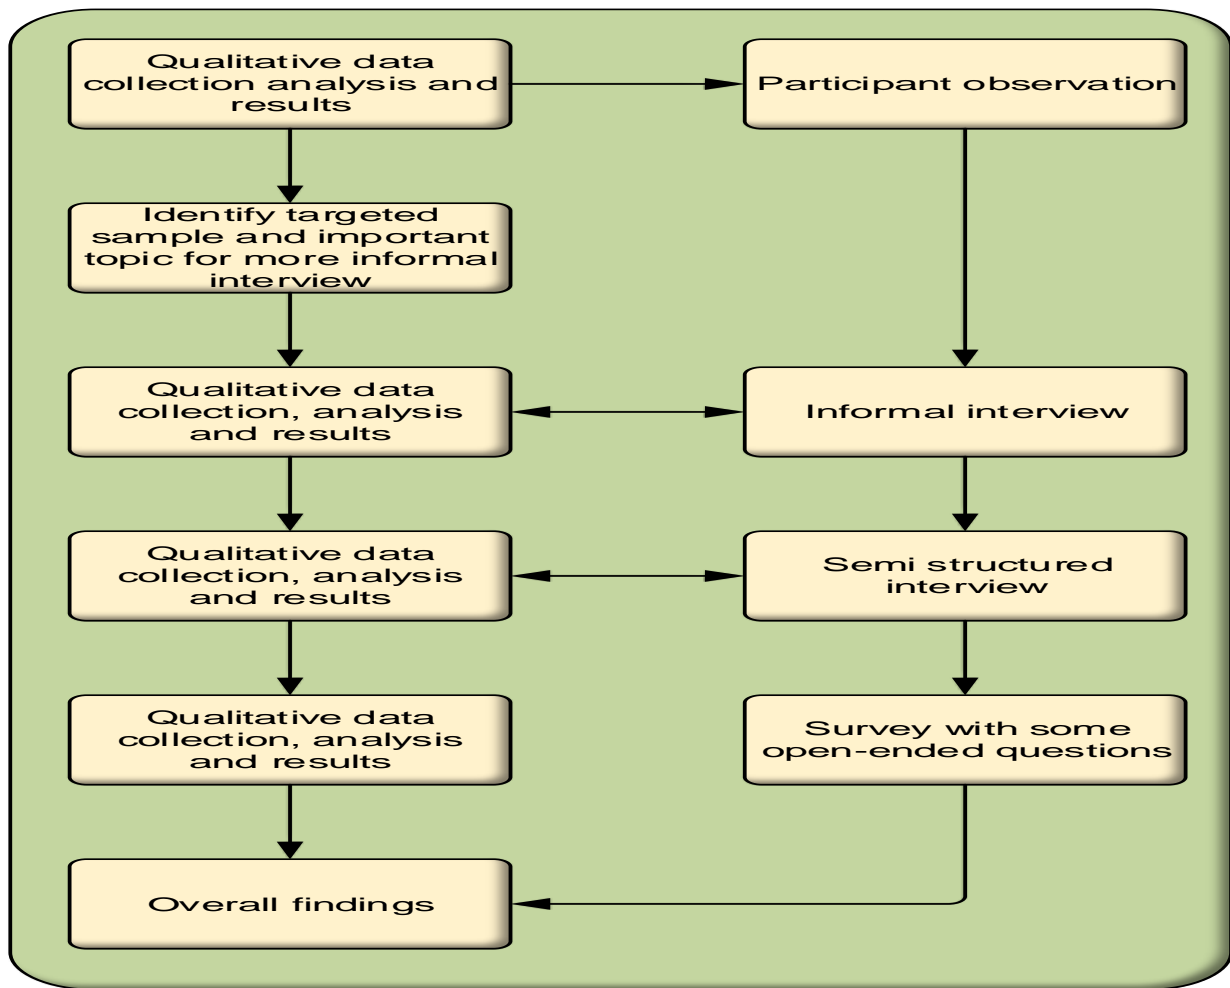 Qualitative data
collection analysis and
results
Participant observation
Identify targeted
sample and important
topic for more informal
interview
Qualitative data
collection, analysis
and results
Informal interview
Qualitative data
collection, analysis
and results
Semi structured
interview
Qualitative data
collection, analysis
and results
Survey with some
open-ended questions
Overall findings